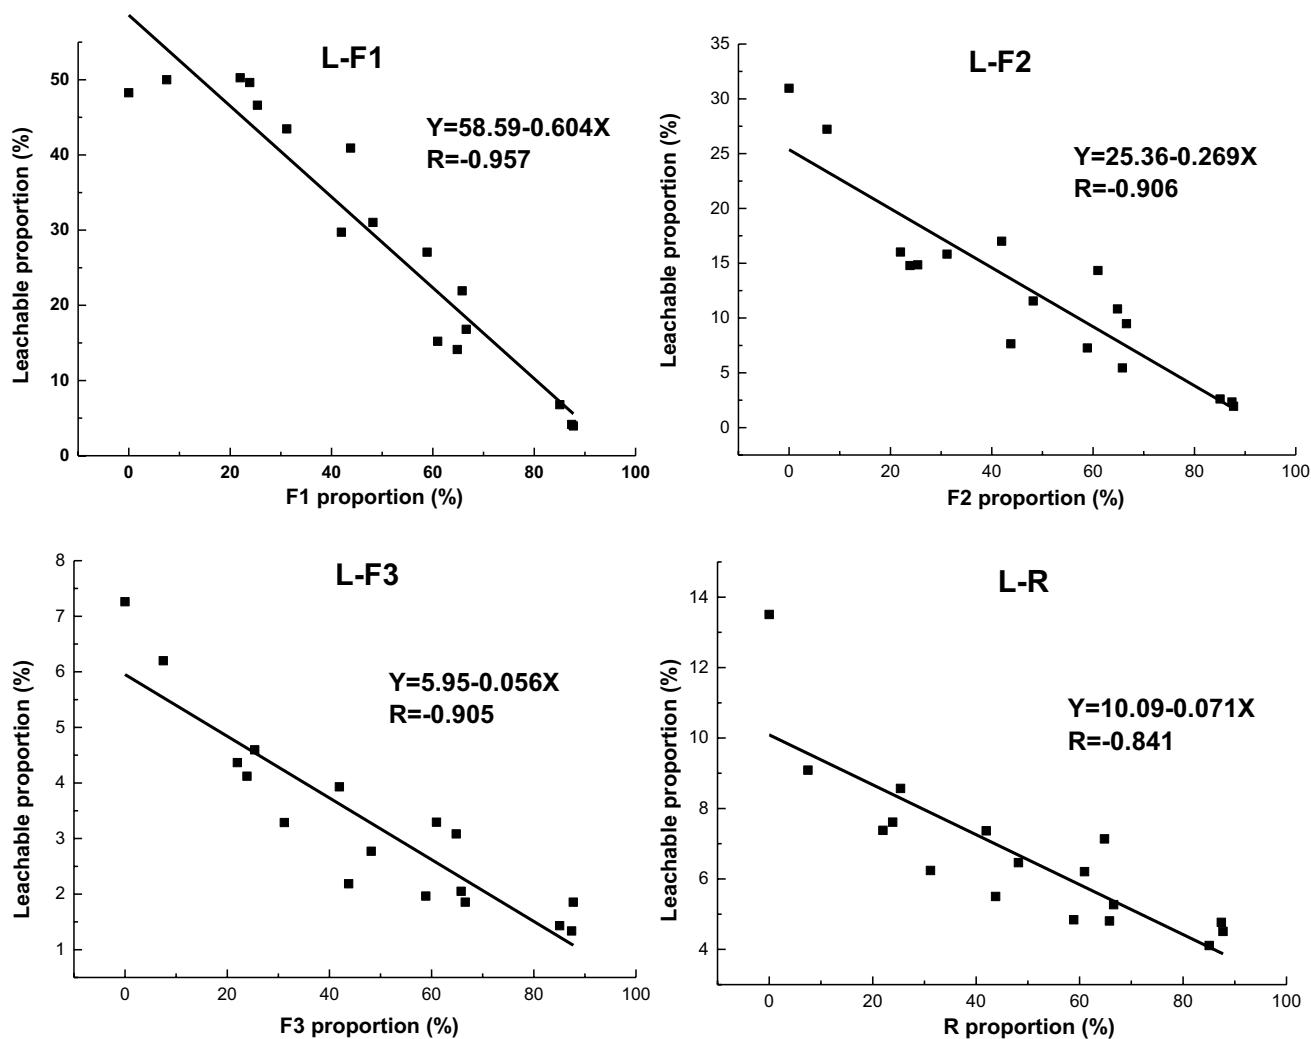 L-F1
Y=58.59-0.604X
R=-0.957
Leachable proportion (%)
50
40
30
20
10
0
0 20 40 60 80 100
F1 proportion (%)
L-F2
Y=25.36-0.269X
R=-0.906
Leachable proportion (%)
35
30
25
20
15
10
5
0
0 20 40 60 80 100
F2 proportion (%)
L-F3
Y=5.95-0.056X
R=-0.905
Leachable proportion (%)
8
7
6
5
4
3
2
1
0 20 40 60 80 100
F3 proportion (%)
L-R
Y=10.09-0.071X
R=-0.841
Leachable proportion (%)
14
12
10
8
6
4
0 20 40 60 80 100
R proportion (%)